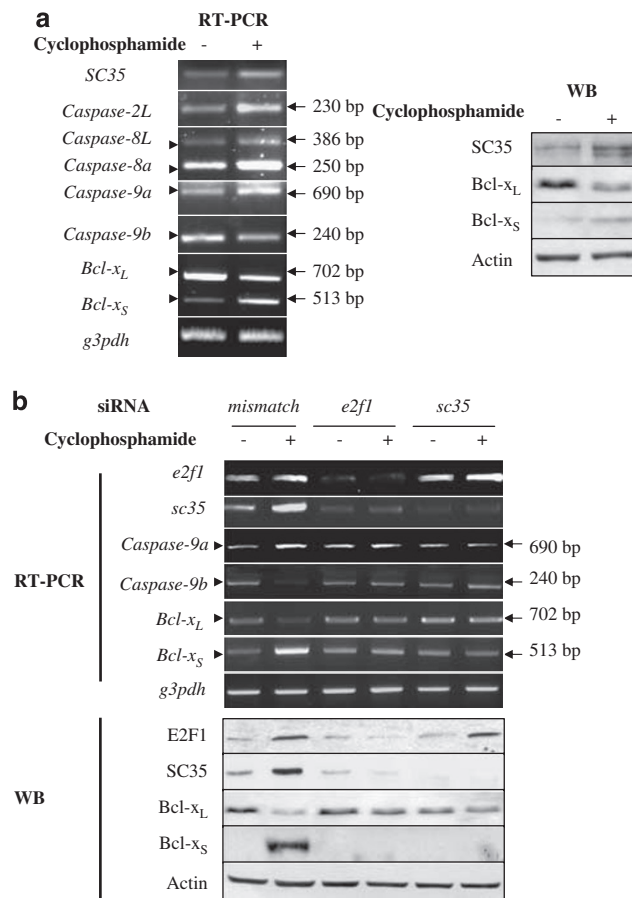 a
RT-PCR
Cyclophosphamide - +
SC35
Caspase-2L 230 bp
Caspase-8L 386 bp
Caspase-8a 250 bp
Caspase-9a 690 bp
Caspase-9b 240 bp
Bcl-xL 702 bp
Bcl-xS 513 bp
g3pdh
WB
Cyclophosphamide - +
SC35
Bcl-xL
Bcl-xS
Actin
b
siRNA mismatch e2f1 sc35
Cyclophosphamide - + - + - +
RT-PCR
e2f1
sc35
Caspase-9a 690 bp
Caspase-9b 240 bp
Bcl-xL 702 bp
Bcl-xS 513 bp
g3pdh
WB
E2F1
SC35
Bcl-xL
Bcl-xS
Actin